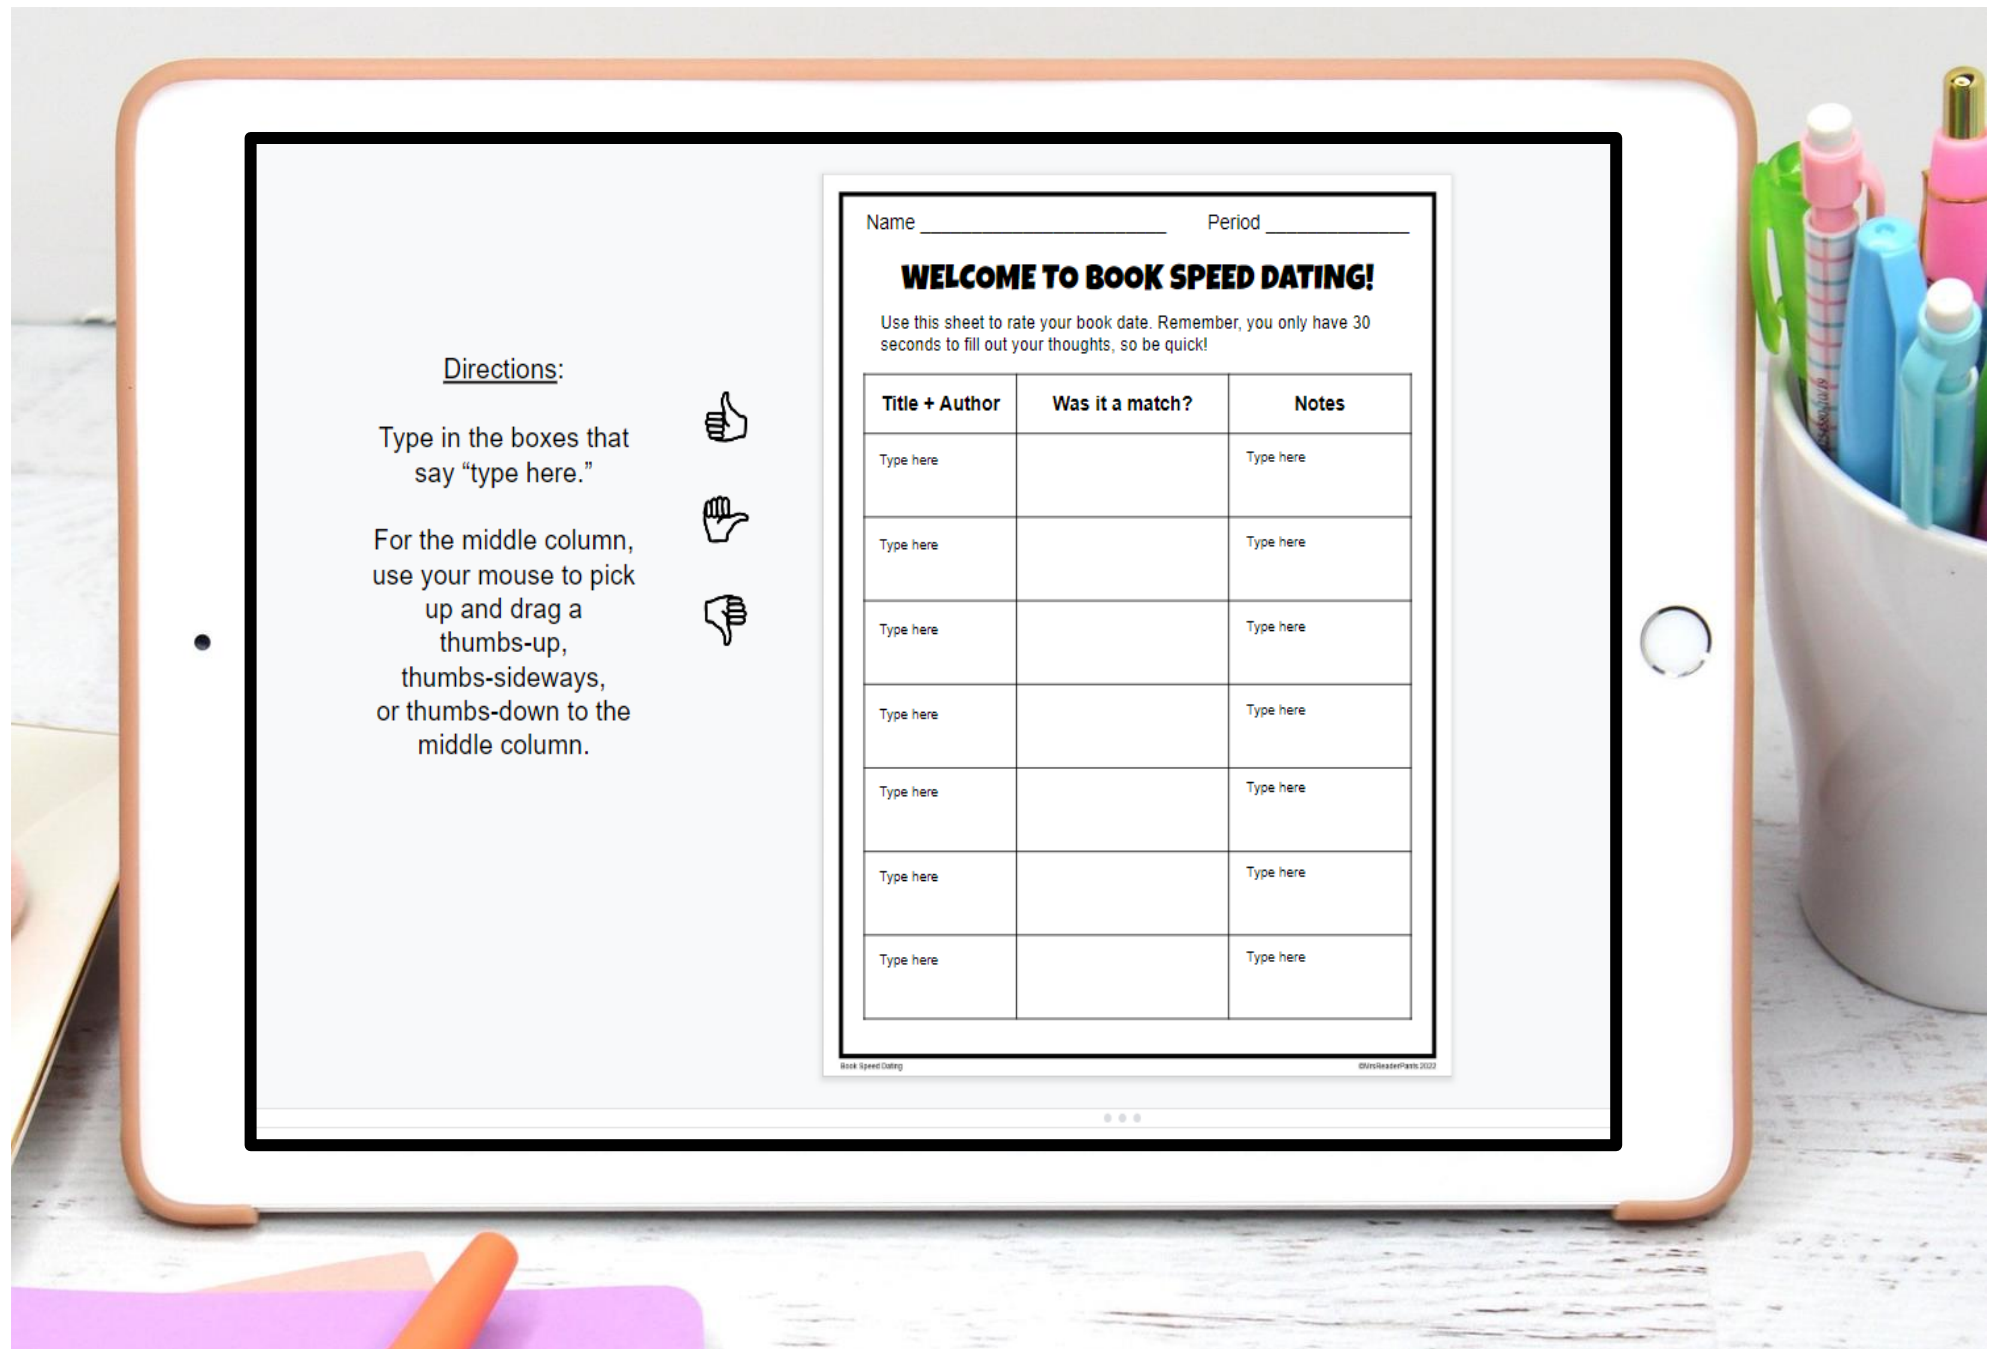 Directions:
Type in the boxes that
say “type here.”
For the middle column,
use your mouse to pick
up and drag a
thumbs-up,
thumbs-sideways,
or thumbs-down to the
middle column.
Name
Period
WELCOME TO BOOK SPEED DATING!
Use this sheet to rate your book date. Remember, you only have 30
seconds to fill out your thoughts, so be quick!
Title + Author Was it a match? Notes
Type here Type here
Type here Type here
Type here Type here
Type here Type here
Type here Type here
Type here Type here
Type here Type here
Book Speed Dating ©MrsReaderPants 2022